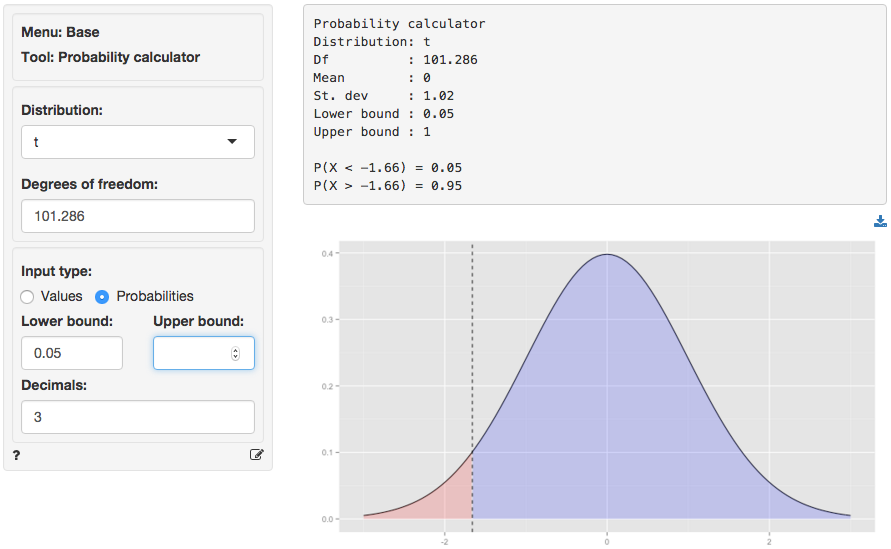 Menu: Base
Tool: Probability calculator
Distribution:
t
Degrees of freedom:
101.286
Input type:
Values Probabilities
Lower bound: Upper bound:
0.05
Decimals:
3
?
Probability calculator
Distribution: t
Df : 101.286
Mean : 0
St. dev : 1.02
Lower bound : 0.05
Upper bound : 1
P(X < −1.66) = 0.05
P(X > −1.66) = 0.95
0.4
0.3
0.2
0.1
0.0
-2 0 2